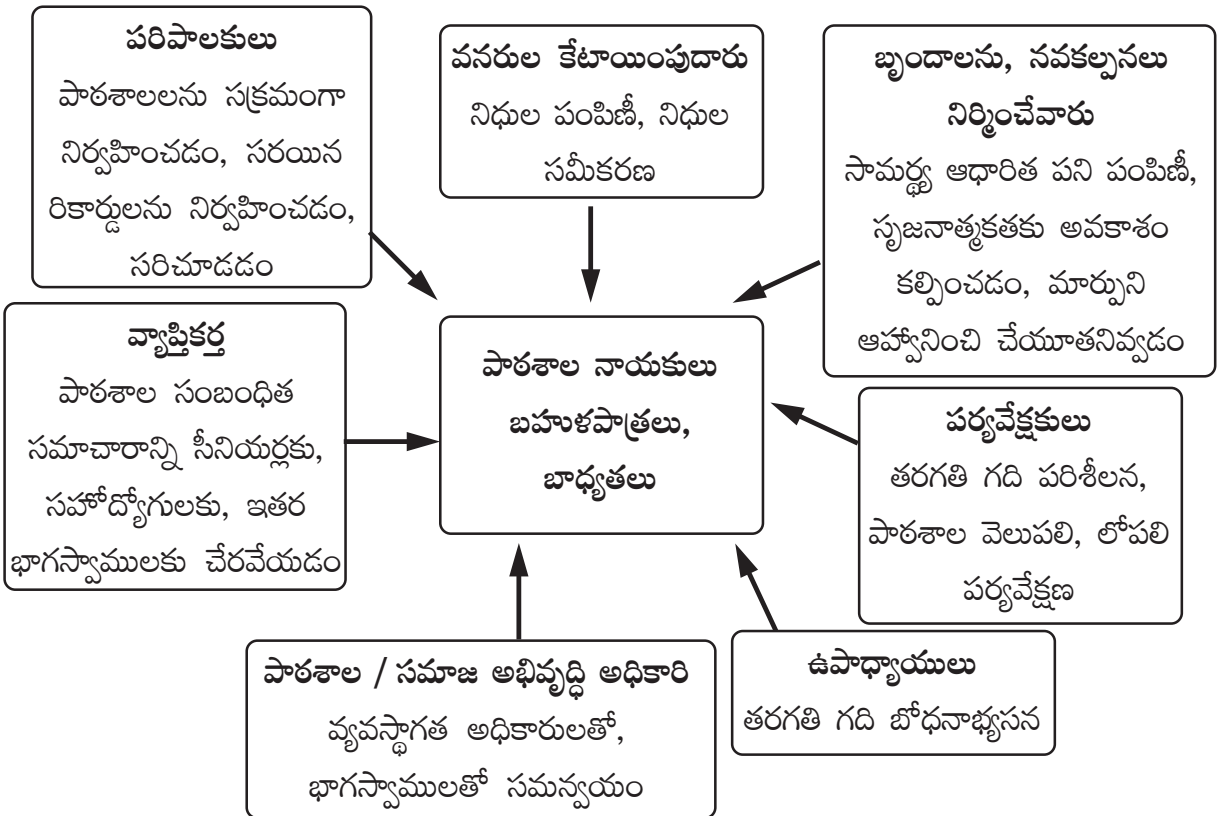 పరిపాలకులు
పాఠశాలలను సక్రమంగా
నిర్వహించడం, సరయిన
రికార్డులను నిర్వహించడం,
సరిచూడడం
వనరుల కేటాయింపుదారు
నిధుల పంపిణీ, నిధుల
సమీకరణ
బృందాలను, నవకల్పనలు
నిర్మించేవారు
సామర్థ్య ఆధారిత పని పంపిణీ,
సృజనాత్మకతకు అవకాశం
కల్పించడం, మార్పుని
ఆహ్వానించి చేయూతనివ్వడం
వ్యాప్తికర్త
పాఠశాల సంబంధిత
సమాచారాన్ని సీనియర్లకు,
సహోద్యోగులకు, ఇతర
భాగస్వాములకు చేరవేయడం
పాఠశాల నాయకులు
బహుళపాత్రలు,
బాధ్యతలు
పర్యవేక్షకులు
తరగతి గది పరిశీలన,
పాఠశాల వెలుపలి, లోపలి
పర్యవేక్షణ
పాఠశాల / సమాజ అభివృద్ధి అధికారి
వ్యవస్థాగత అధికారులతో,
భాగస్వాములతో సమన్వయం
ఉపాధ్యాయులు
తరగతి గది బోధనాభ్యసన